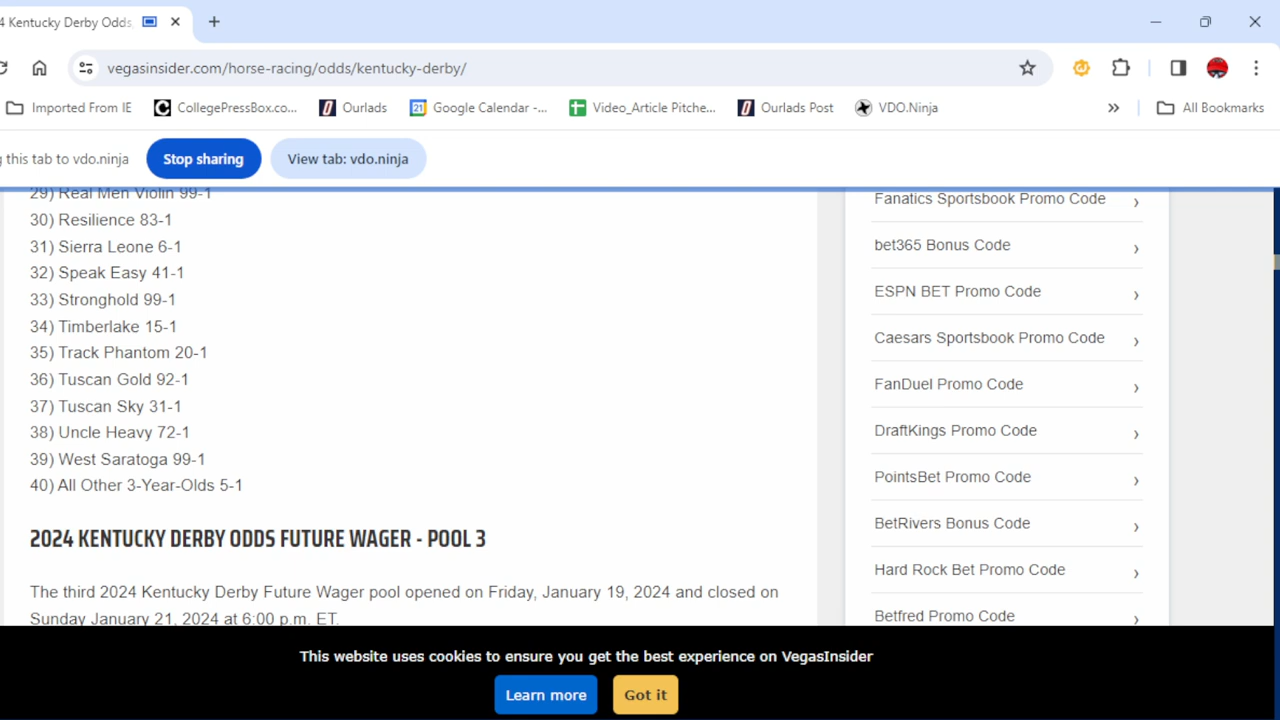 4 Kentucky Derby Odds
vegasinsider.com/horse-racing/odds/kentucky-derby/
Imported From IE
CollegePressBox.co...
Ourlads
Google Calendar -...
Video_Article Pitche...
Ourlads Post
VDO.Ninja
»
All Bookmarks
this tab to vdo.ninja
Stop sharing
View tab: vdo.ninja
29) Real Men Violin 99-1
30) Resilience 83-1
31) Sierra Leone 6-1
32) Speak Easy 41-1
33) Stronghold 99-1
34) Timberlake 15-1
35) Track Phantom 20-1
36) Tuscan Gold 92-1
37) Tuscan Sky 31-1
38) Uncle Heavy 72-1
39) West Saratoga 99-1
40) All Other 3-Year-Olds 5-1
2024 KENTUCKY DERBY ODDS FUTURE WAGER - POOL 3
The third 2024 Kentucky Derby Future Wager pool opened on Friday, January 19, 2024 and closed on
Sunday January 21, 2024 at 6:00 p.m. ET.
Fanatics Sportsbook Promo Code
bet365 Bonus Code
ESPN BET Promo Code
Caesars Sportsbook Promo Code
FanDuel Promo Code
DraftKings Promo Code
PointsBet Promo Code
BetRivers Bonus Code
Hard Rock Bet Promo Code
Betfred Promo Code
This website uses cookies to ensure you get the best experience on VegasInsider
Learn more
Got it